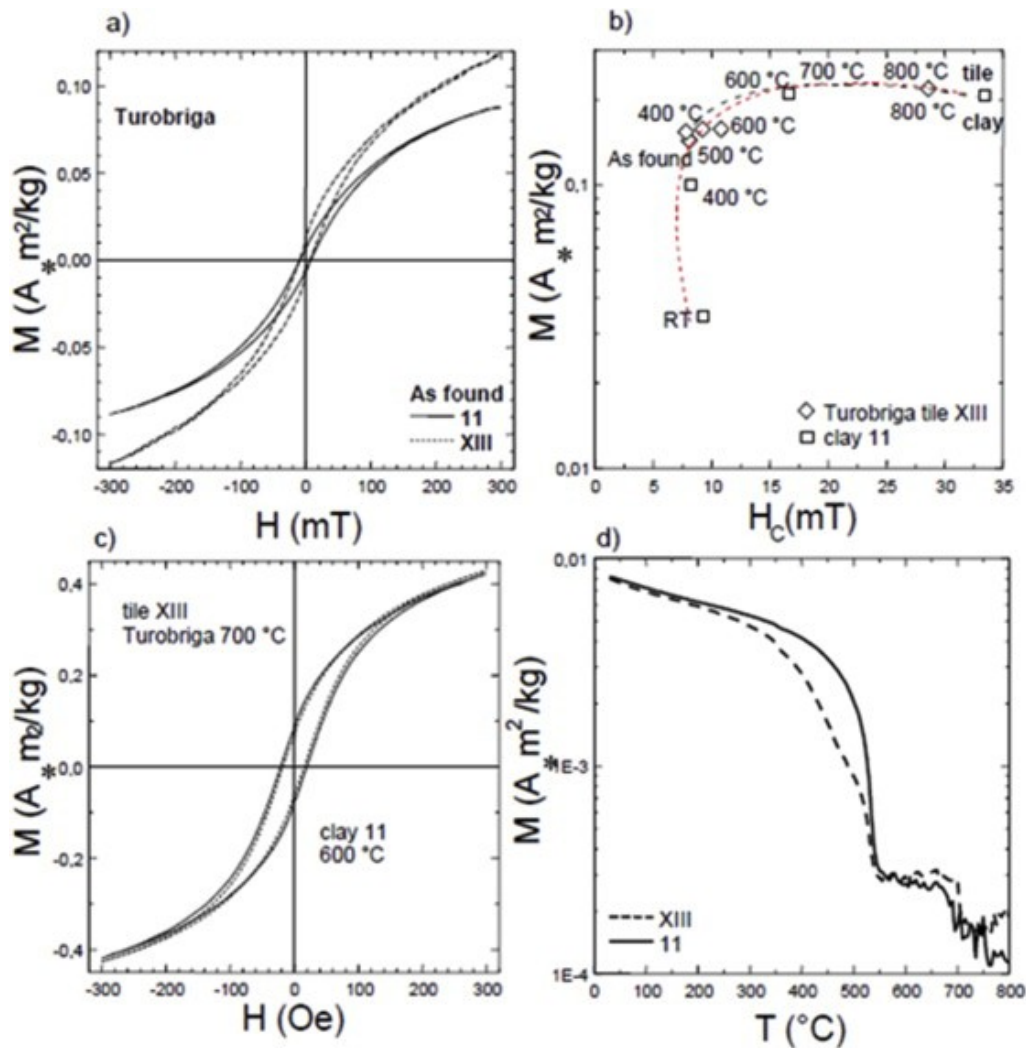 a)
0,10
0,05
0,00
-0,05
-0,10
M (A * m²/kg)
Turobriga
As found
11
XIII
-300 -200 -100 0 100 200 300
H (mT)
b)
0,1
0,01
M (A * m²/kg)
600 °C 700 °C 800 °C tile
400 °C
800 °C clay
600 °C
As found
500 °C
400 °C
RT
Turobriga tile XIII
clay 11
0 5 10 15 20 25 30 35
HC(mT)
c)
0,4
0,2
0,0
-0,2
-0,4
M (A * m2/kg)
tile XIII
Turobriga 700 °C
clay 11
600 °C
-300 -200 -100 0 100 200 300
H (Oe)
d)
0,01
1E-3
1E-4
M (A * m²/kg)
XIII
11
0 100 200 300 400 500 600 700 800
T (°C)